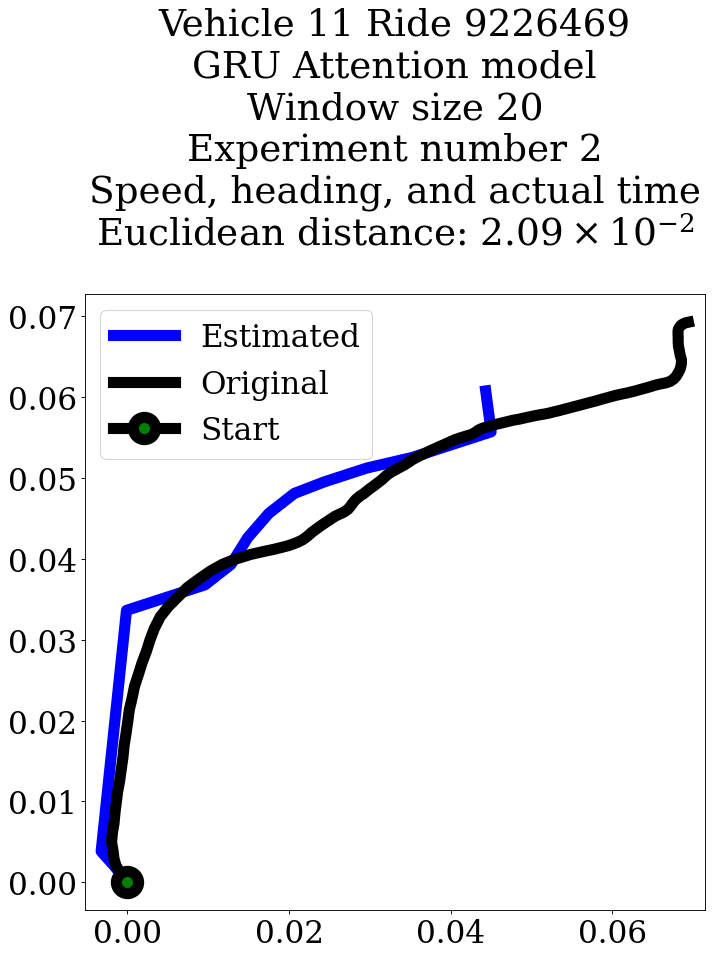 Vehicle 11 Ride 9226469
GRU Attention model
Window size 20
Experiment number 2
Speed, heading, and actual time
Euclidean distance: 2.09 × 10⁻²
0.07
0.06
0.05
0.04
0.03
0.02
0.01
0.00
Estimated
Original
Start
0.00 0.02 0.04 0.06